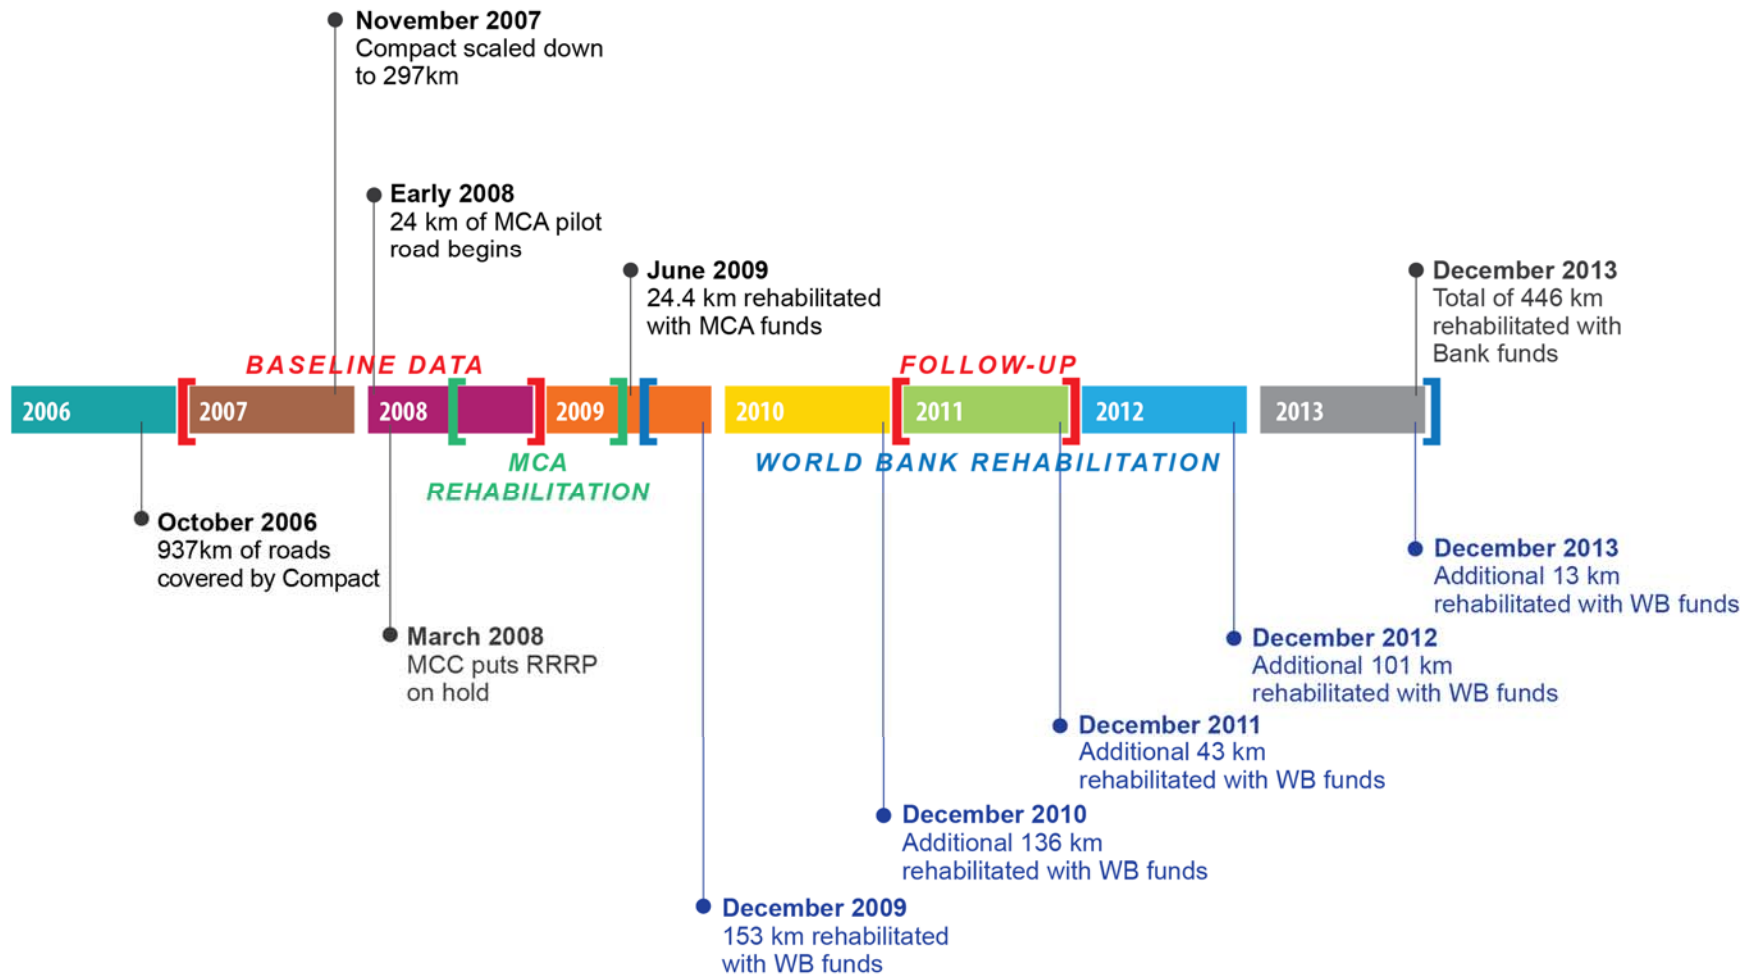 November 2007
Compact scaled down
to 297km
Early 2008
24 km of MCA pilot
road begins
June 2009
24.4 km rehabilitated
with MCA funds
December 2013
Total of 446 km
rehabilitated with
Bank funds
BASELINE DATA
FOLLOW-UP
2006
2007
2008
2009
2010
2011
2012
2013
MCA
REHABILITATION
WORLD BANK REHABILITATION
October 2006
937km of roads
covered by Compact
March 2008
MCC puts RRRP
on hold
December 2013
Additional 13 km
rehabilitated with WB funds
December 2012
Additional 101 km
rehabilitated with WB funds
December 2011
Additional 43 km
rehabilitated with WB funds
December 2010
Additional 136 km
rehabilitated with WB funds
December 2009
153 km rehabilitated
with WB funds